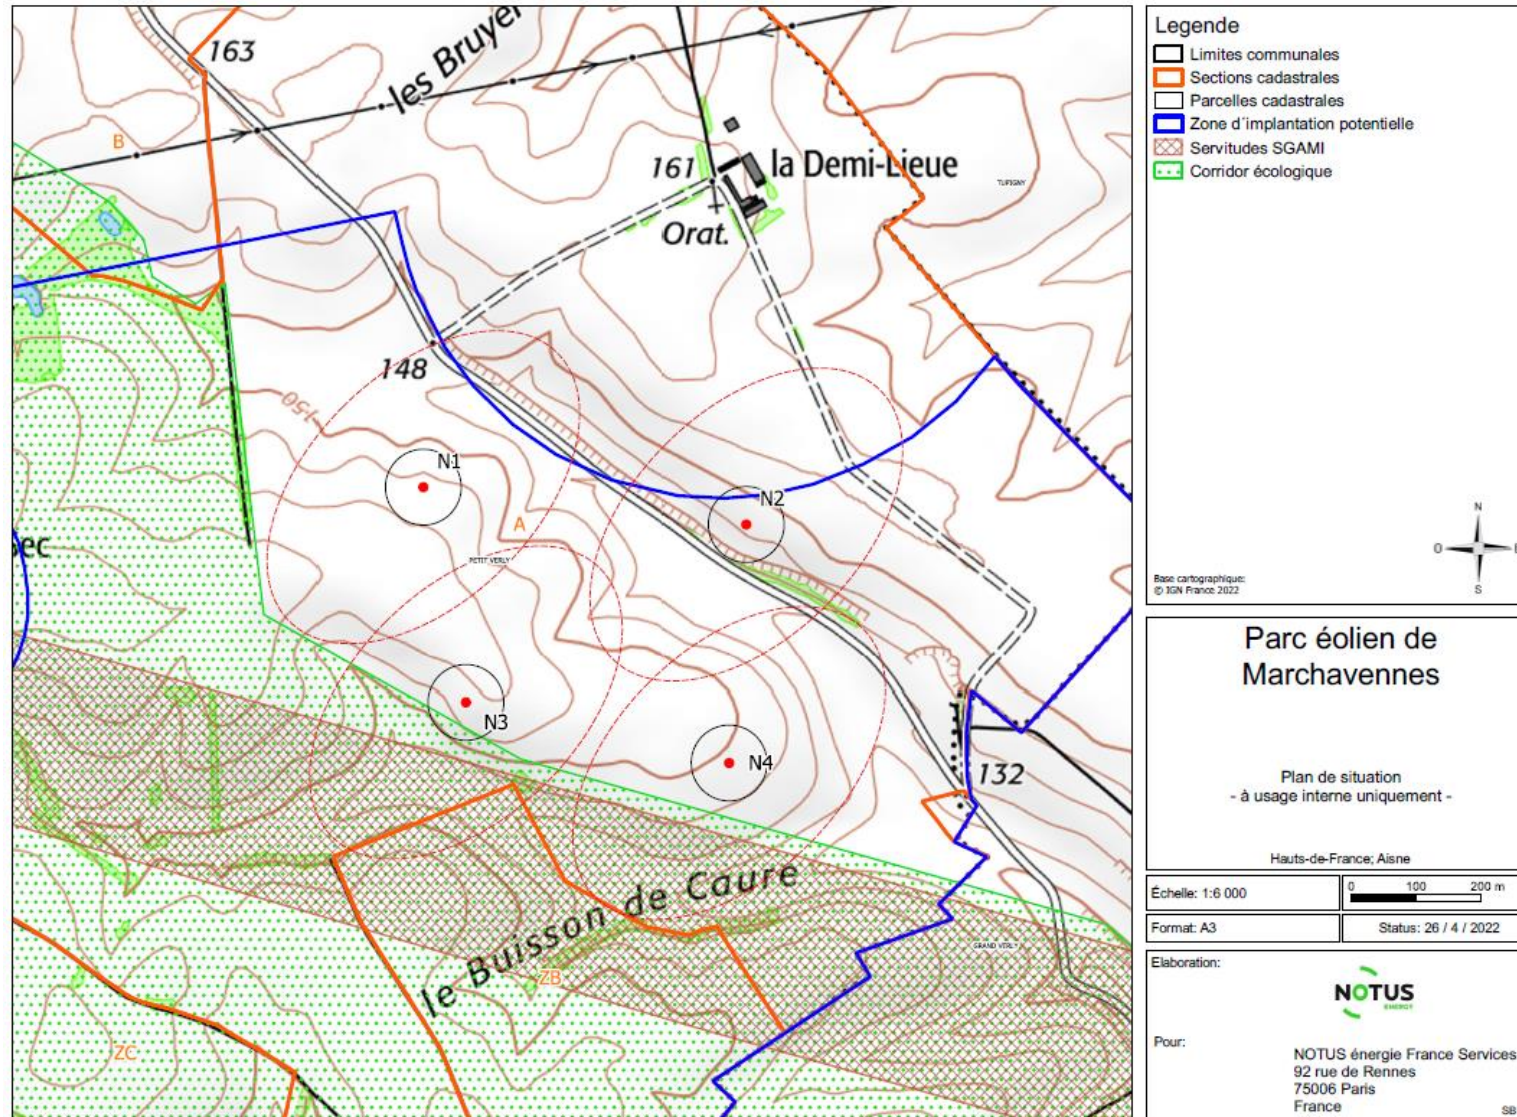 163
les Bruyer
B
161
la Demi-Lieue
TUPIGNY
Orat.
148
150
N1
N2
A
PETIT VERLY
ec
N3
N4
132
le Buisson de Caure
GRAND VERLY
ZB
ZC
Legende
Limites communales
Sections cadastrales
Parcelles cadastrales
Zone d´implantation potentielle
Servitudes SGAMI
Corridor écologique
N
O
E
S
Base cartographique:
© IGN France 2022
Parc éolien de
Marchavennes
Plan de situation
- à usage interne uniquement -
Hauts-de-France; Aisne
Échelle: 1:6 000
0 100 200 m
Format: A3
Status: 26 / 4 / 2022
Elaboration:
NOTUS
ENERGY
Pour:
NOTUS énergie France Services
92 rue de Rennes
75006 Paris
France
SB